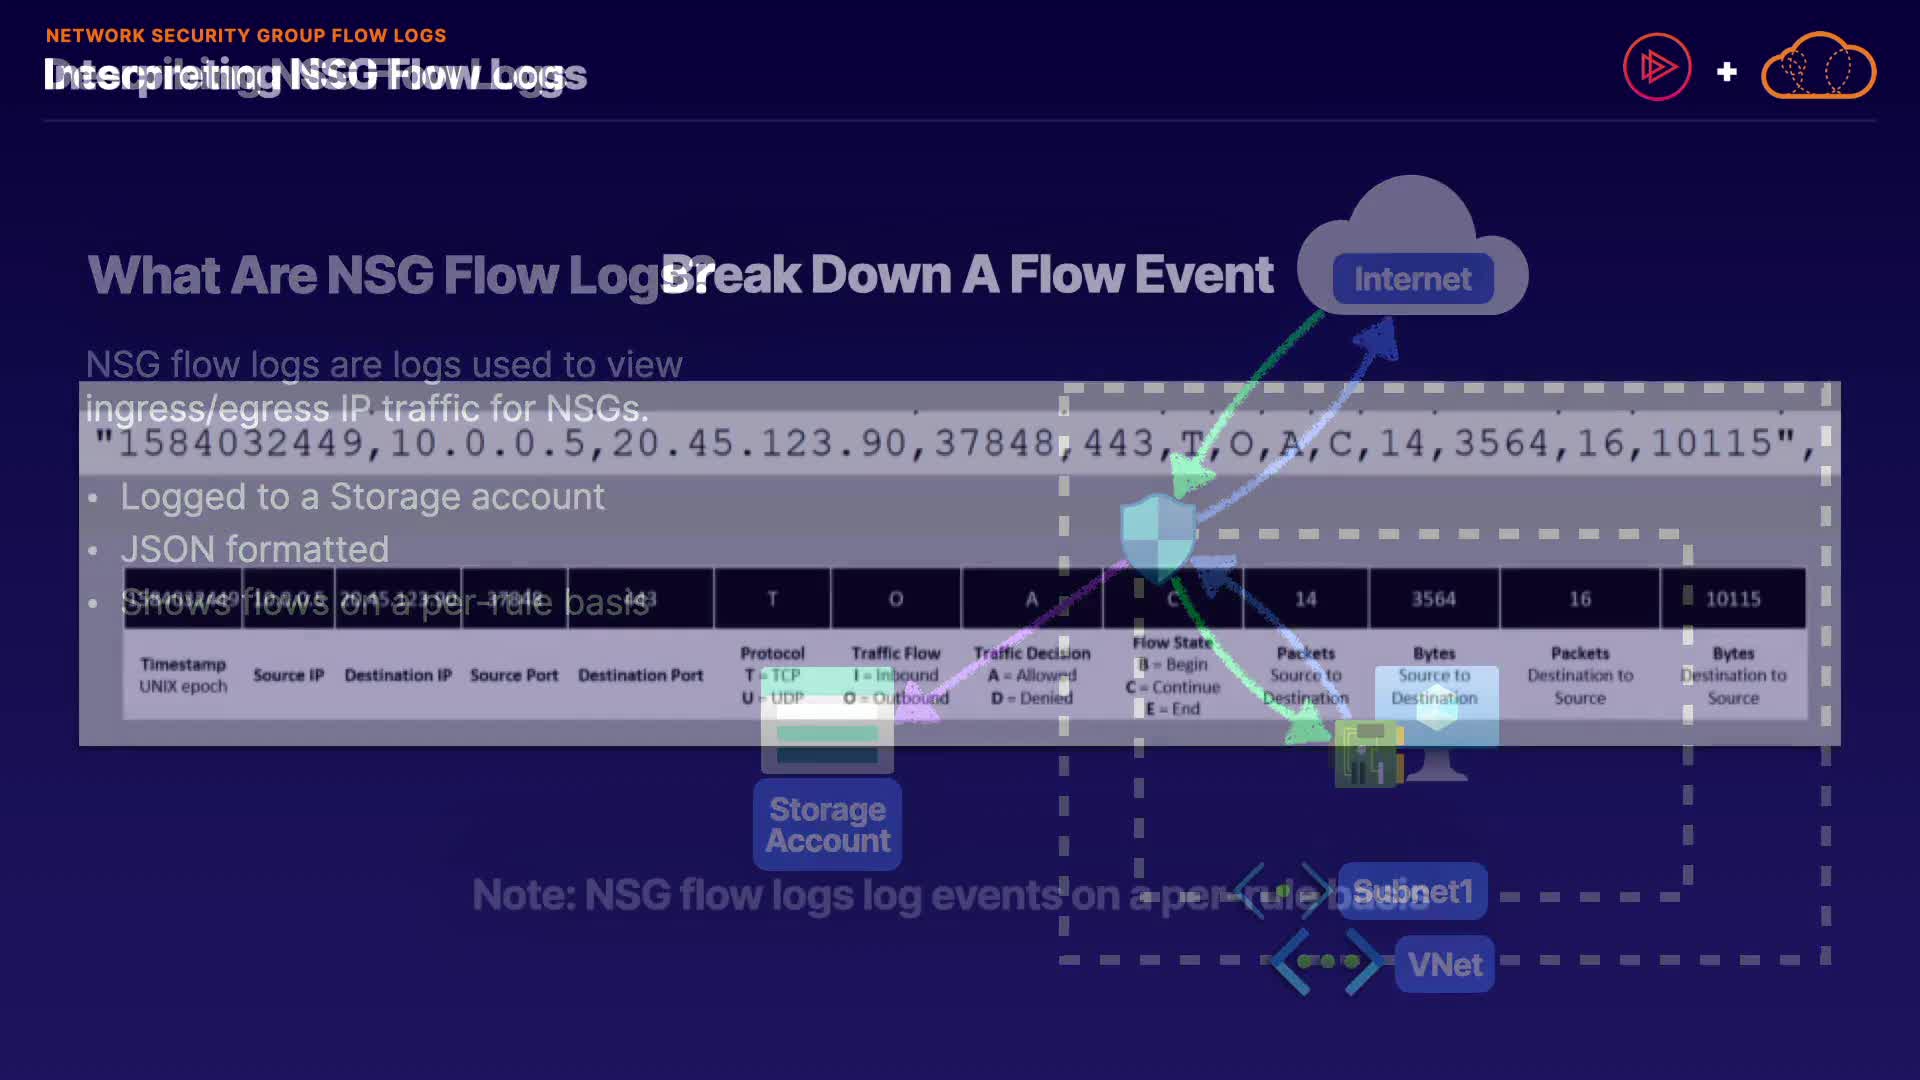 NETWORK SECURITY GROUP FLOW LOGS
Interpreting NSG Flow Logs
What Are NSG Flow Logs?
Break Down A Flow Event
Internet
NSG flow logs are logs used to view
ingress/egress IP traffic for NSGs.
"1584032449,10.0.0.5,20.45.123.90,37848,443,T,O,A,C,14,3564,16,10115",
• Logged to a Storage account
• JSON formatted
• Shows flows on a per-rule basis
1584032449 10.0.0.5 20.45.123.90 37848 443 T O A C 14 3564 16 10115
Timestamp
UNIX epoch
Source IP
Destination IP
Source Port
Destination Port
Protocol
T = TCP
U = UDP
Traffic Flow
I = Inbound
O = Outbound
Traffic Decision
A = Allowed
D = Denied
Flow State
B = Begin
C = Continue
E = End
Packets
Source to
Destination
Bytes
Source to
Destination
Packets
Destination to
Source
Bytes
Destination to
Source
Storage
Account
Note: NSG flow logs log events on a per-rule basis
Subnet1
VNet